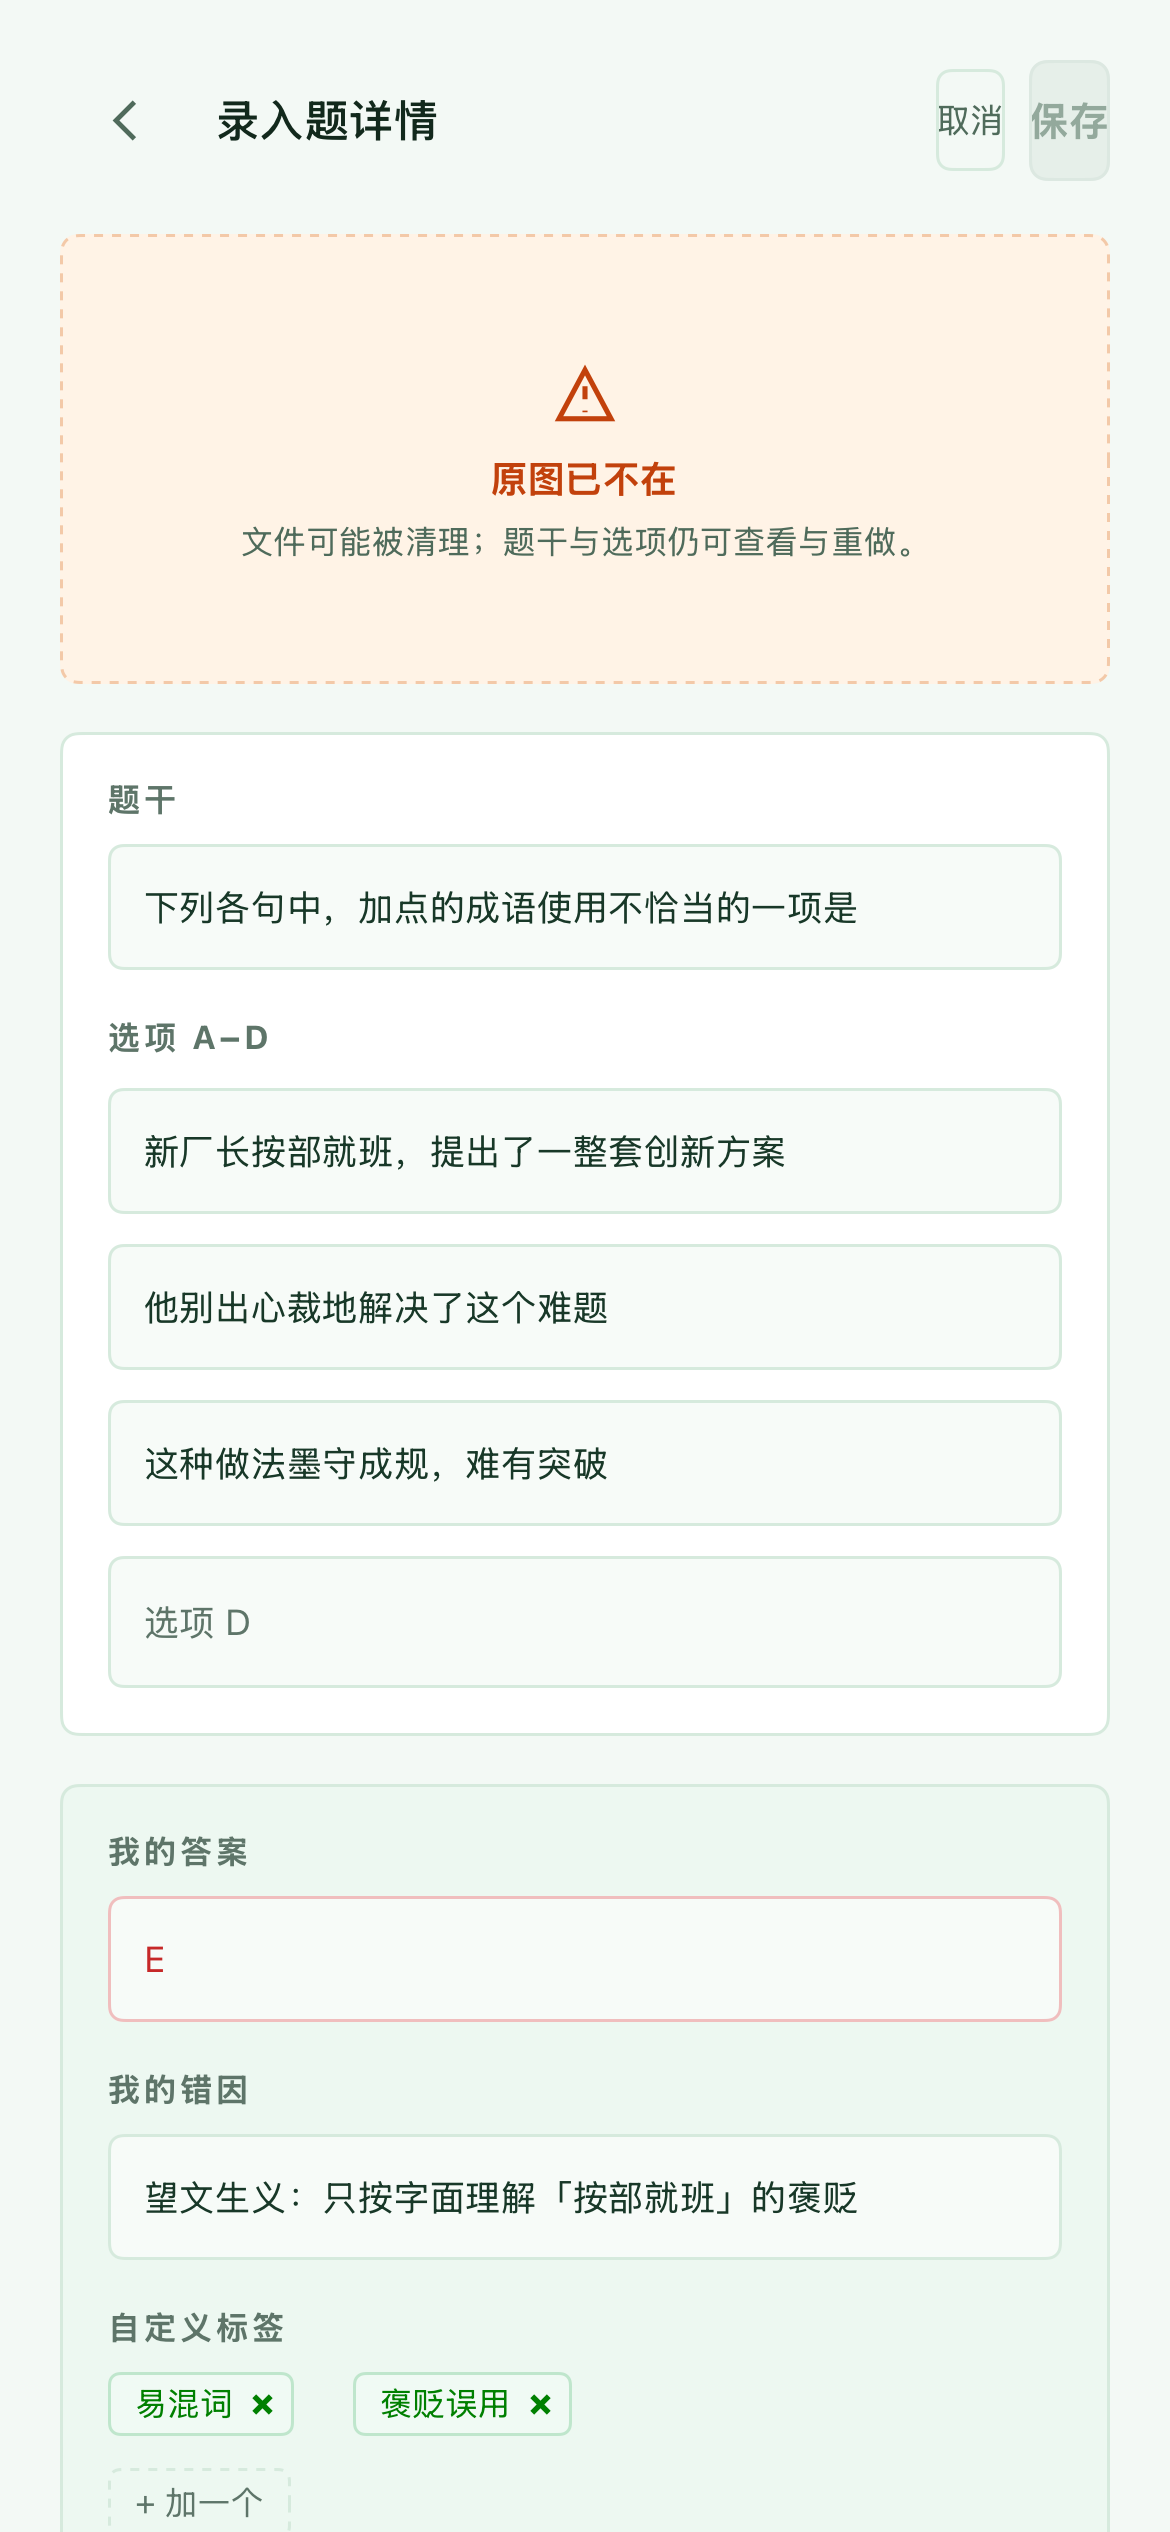 录入题详情
取消
保存
原图已不在
文件可能被清理；题干与选项仍可查看与重做。
题干
下列各句中，加点的成语使用不恰当的一项是
选项 A–D
新厂长按部就班，提出了一整套创新方案
他别出心裁地解决了这个难题
这种做法墨守成规，难有突破
选项 D
我的答案
E
我的错因
望文生义：只按字面理解「按部就班」的褒贬
自定义标签
易混词 ×
褒贬误用 ×
+ 加一个